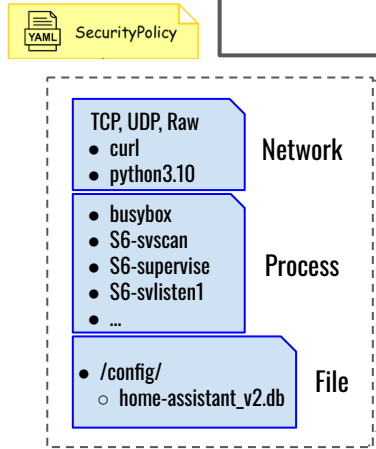 YAML
SecurityPolicy
TCP, UDP, Raw
● curl
● python3.10
Network
● busybox
● S6-svscan
● S6-supervise
● S6-svlisten1
● ...
Process
● /config/
○ home-assistant_v2.db
File